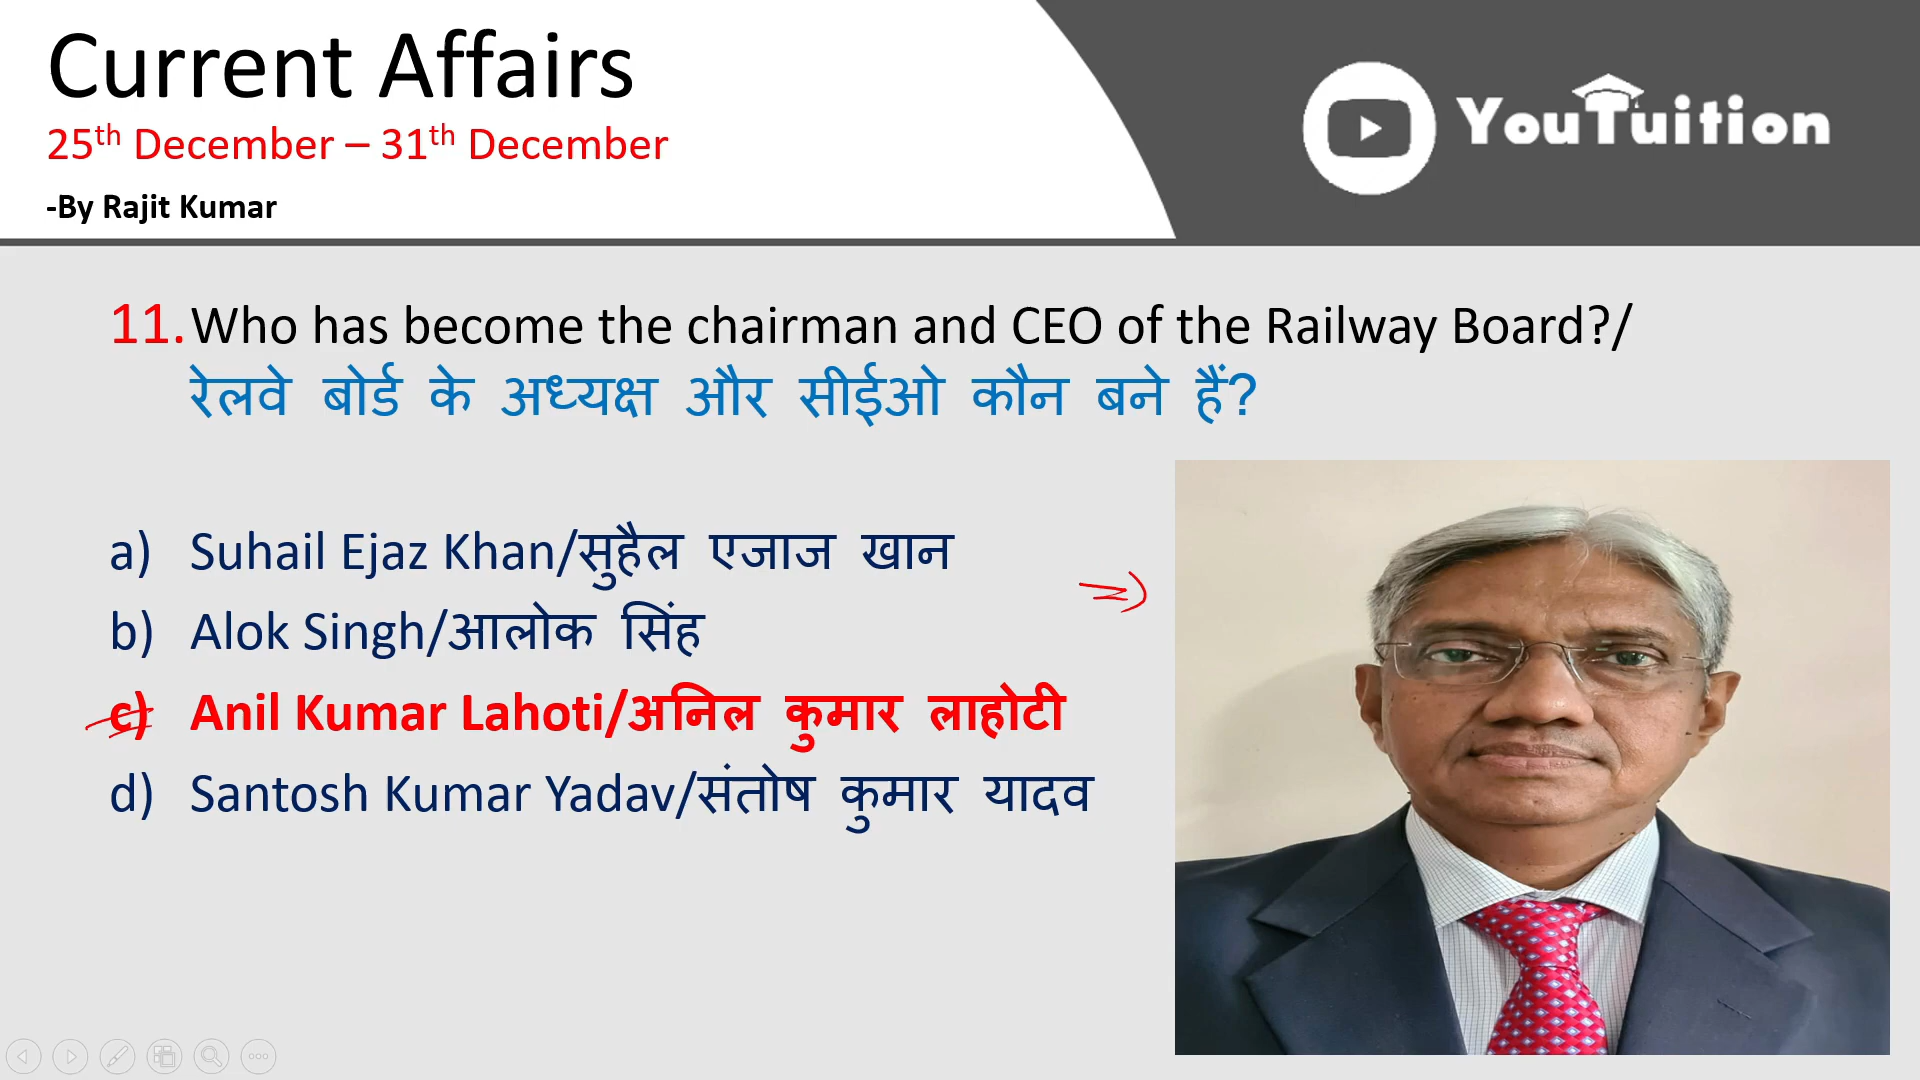 Current Affairs
25th December – 31th December
-By Rajit Kumar
YouTuition
11. Who has become the chairman and CEO of the Railway Board?/
रेलवे बोर्ड के अध्यक्ष और सीईओ कौन बने हैं?
a) Suhail Ejaz Khan/सुहैल एजाज खान
b) Alok Singh/आलोक सिंह
c) Anil Kumar Lahoti/अनिल कुमार लाहोटी
d) Santosh Kumar Yadav/संतोष कुमार यादव